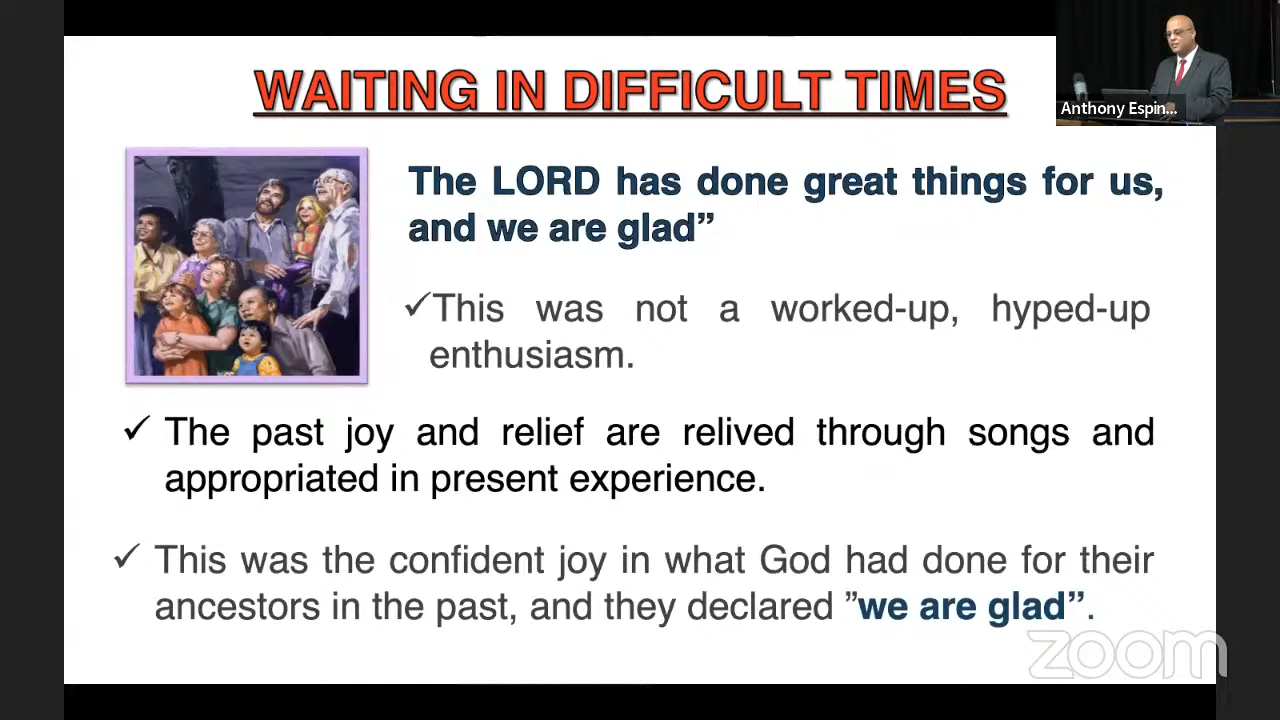 WAITING IN DIFFICULT TIMES
Anthony Espin...
The LORD has done great things for us,
and we are glad”
✓This was not a worked-up, hyped-up
enthusiasm.
✓ The past joy and relief are relived through songs and
appropriated in present experience.
✓ This was the confident joy in what God had done for their
ancestors in the past, and they declared ”we are glad”.
zoom